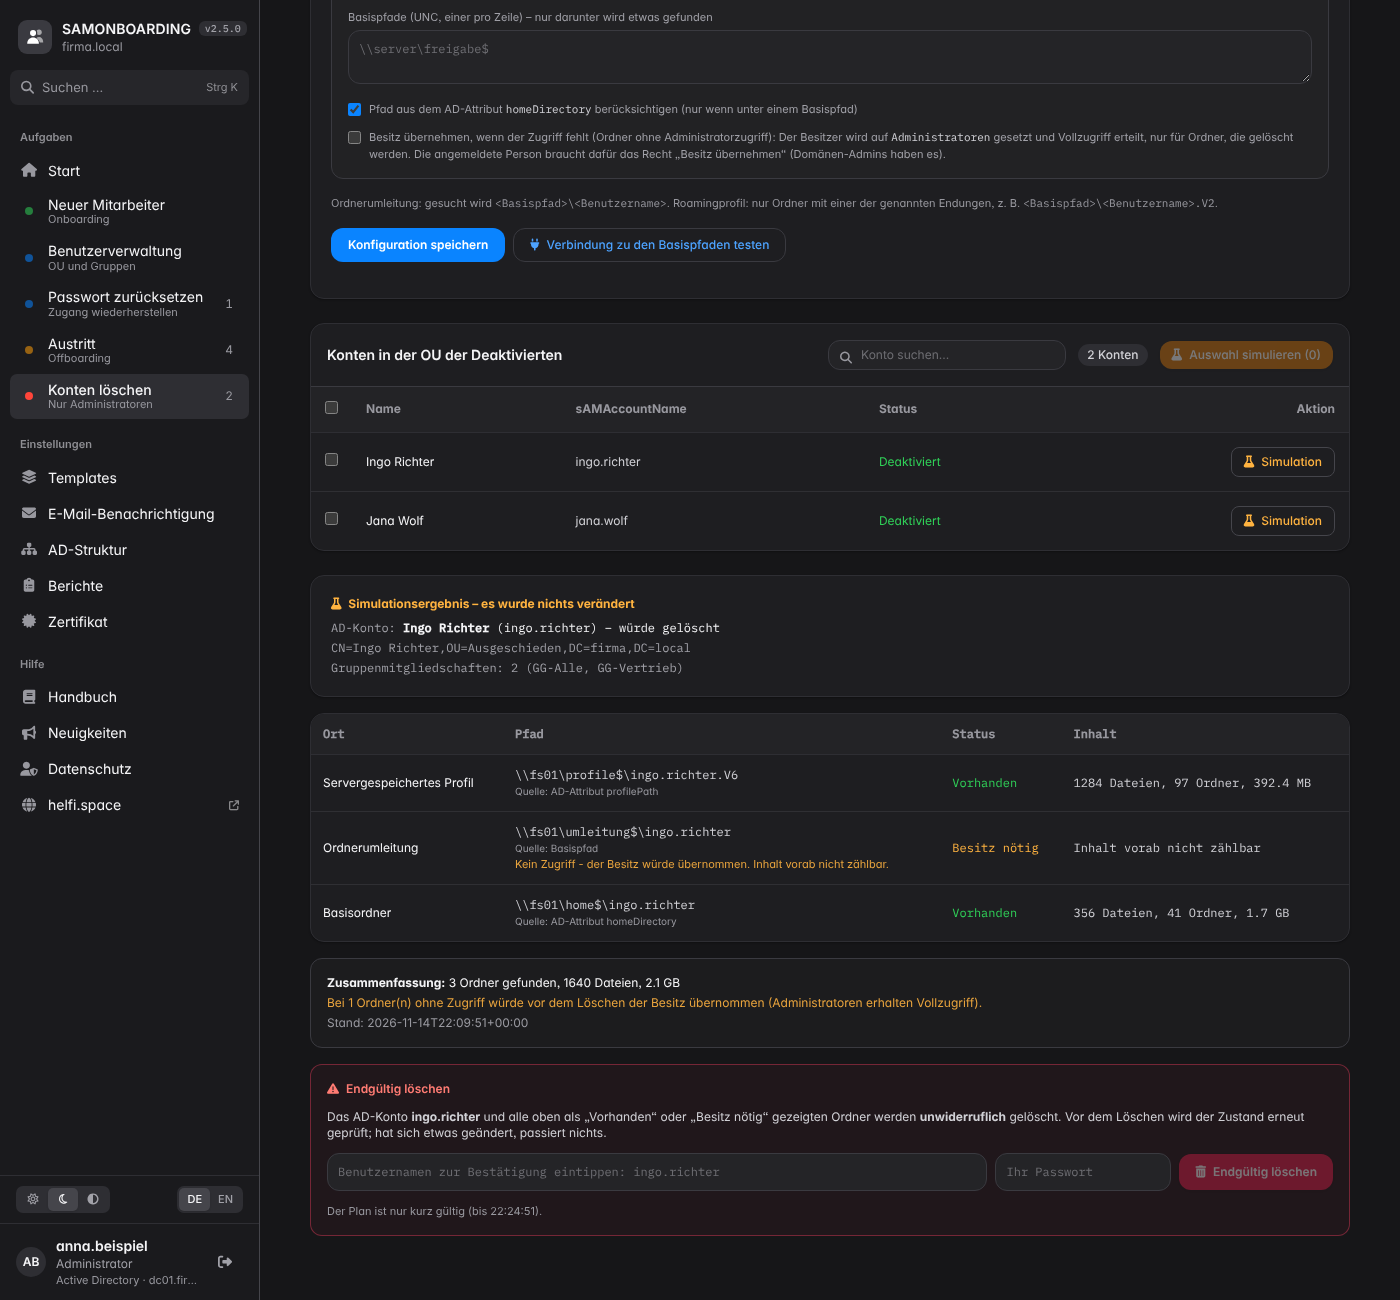 SAMONBOARDING v2.5.0
firma.local
Suchen ... Strg K
Aufgaben
Start
Neuer Mitarbeiter
Onboarding
Benutzerverwaltung
OU und Gruppen
Passwort zurücksetzen 1
Zugang wiederherstellen
Austritt 4
Offboarding
Konten löschen 2
Nur Administratoren
Einstellungen
Templates
E-Mail-Benachrichtigung
AD-Struktur
Berichte
Zertifikat
Hilfe
Handbuch
Neuigkeiten
Datenschutz
helfi.space
DE EN
AB
anna.beispiel
Administrator
Active Directory · dc01.fir...
Basispfade (UNC, einer pro Zeile) – nur darunter wird etwas gefunden
\\server\freigabe$
Pfad aus dem AD-Attribut homeDirectory berücksichtigen (nur wenn unter einem Basispfad)
Besitz übernehmen, wenn der Zugriff fehlt (Ordner ohne Administratorzugriff): Der Besitzer wird auf Administratoren gesetzt und Vollzugriff erteilt, nur für Ordner, die gelöscht
werden. Die angemeldete Person braucht dafür das Recht „Besitz übernehmen“ (Domänen-Admins haben es).
Ordnerumleitung: gesucht wird <Basispfad>\<Benutzername>. Roamingprofil: nur Ordner mit einer der genannten Endungen, z. B. <Basispfad>\<Benutzername>.V2.
Konfiguration speichern
Verbindung zu den Basispfaden testen
Konten in der OU der Deaktivierten
Konto suchen...
2 Konten
Auswahl simulieren (0)
Name sAMAccountName Status Aktion
Ingo Richter ingo.richter Deaktiviert Simulation
Jana Wolf jana.wolf Deaktiviert Simulation
Simulationsergebnis – es wurde nichts verändert
AD-Konto: Ingo Richter (ingo.richter) – würde gelöscht
CN=Ingo Richter,OU=Ausgeschieden,DC=firma,DC=local
Gruppenmitgliedschaften: 2 (GG-Alle, GG-Vertrieb)
Ort Pfad Status Inhalt
Servergespeichertes Profil \\fs01\profile$\ingo.richter.V6 Vorhanden 1284 Dateien, 97 Ordner, 392.4 MB
Quelle: AD-Attribut profilePath
Ordnerumleitung \\fs01\umleitung$\ingo.richter Besitz nötig Inhalt vorab nicht zählbar
Quelle: Basispfad
Kein Zugriff - der Besitz würde übernommen. Inhalt vorab nicht zählbar.
Basisordner \\fs01\home$\ingo.richter Vorhanden 356 Dateien, 41 Ordner, 1.7 GB
Quelle: AD-Attribut homeDirectory
Zusammenfassung: 3 Ordner gefunden, 1640 Dateien, 2.1 GB
Bei 1 Ordner(n) ohne Zugriff würde vor dem Löschen der Besitz übernommen (Administratoren erhalten Vollzugriff).
Stand: 2026-11-14T22:09:51+00:00
Endgültig löschen
Das AD-Konto ingo.richter und alle oben als „Vorhanden“ oder „Besitz nötig“ gezeigten Ordner werden unwiderruflich gelöscht. Vor dem Löschen wird der Zustand erneut
geprüft; hat sich etwas geändert, passiert nichts.
Benutzernamen zur Bestätigung eintippen: ingo.richter
Ihr Passwort
Endgültig löschen
Der Plan ist nur kurz gültig (bis 22:24:51).